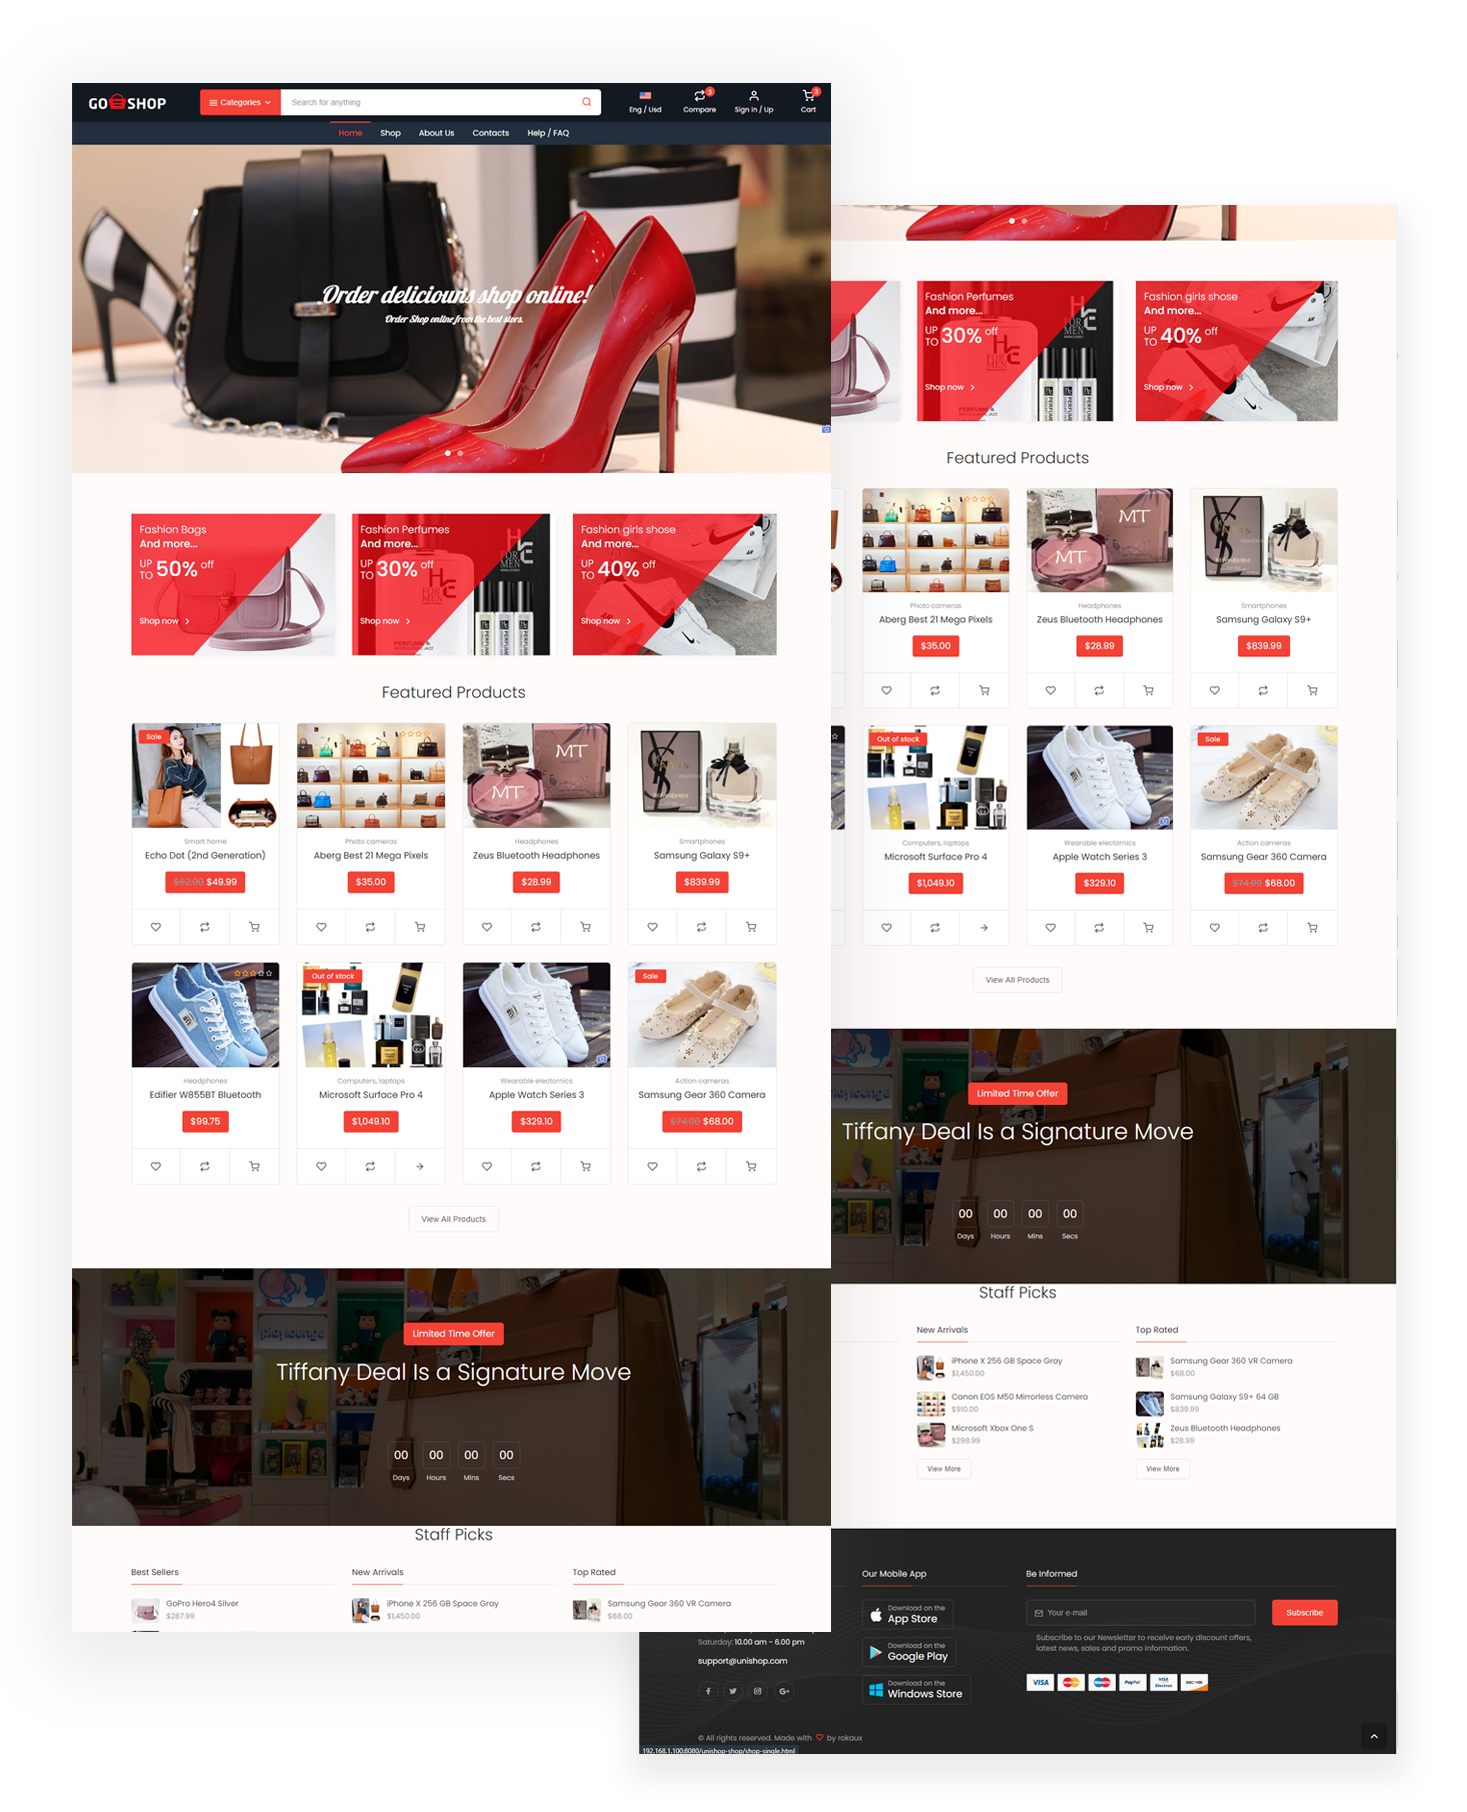 GO SHOP
Categories
Search for anything
Eng / Usd
3
Compare
Sign In / Up
3
Cart
Home
Shop
About Us
Contacts
Help / FAQ
Order deliciouns shop online!
Order Shop online from the best stors.
Fashion Bags
And more...
UP TO 50% off
Shop now
Fashion Perfumes
And more...
UP TO 30% off
Shop now
H E
FOR MEN
PERFUME &
Fashion girls shose
And more...
UP TO 40% off
Shop now
Featured Products
Sale
Smart home
Echo Dot (2nd Generation)
$62.00 $49.99
Photo cameras
Aberg Best 21 Mega Pixels
$35.00
MT
MT
Headphones
Zeus Bluetooth Headphones
$28.99
Smartphones
Samsung Galaxy S9+
$839.99
Headphones
Edifier W855BT Bluetooth
$99.75
Out of stock
Computers, laptops
Microsoft Surface Pro 4
$1,049.10
Wearable electornics
Apple Watch Series 3
$329.10
Sale
Action cameras
Samsung Gear 360 Camera
$74.00 $68.00
View All Products
play lounge
Limited Time Offer
Tiffany Deal Is a Signature Move
00 00 00 00
Days Hours Mins Secs
Staff Picks
Best Sellers
GoPro Hero4 Silver
$287.99
New Arrivals
iPhone X 256 GB Space Gray
$1,450.00
Top Rated
Samsung Gear 360 VR Camera
$68.00
Fashion Perfumes
And more...
UP TO 30% off
Shop now
H E
FOR MEN
PERFUME &
Fashion girls shose
And more...
UP TO 40% off
Shop now
Featured Products
Photo cameras
Aberg Best 21 Mega Pixels
$35.00
MT
MT
Headphones
Zeus Bluetooth Headphones
$28.99
Smartphones
Samsung Galaxy S9+
$839.99
Out of stock
Computers, laptops
Microsoft Surface Pro 4
$1,049.10
Wearable electornics
Apple Watch Series 3
$329.10
Sale
Action cameras
Samsung Gear 360 Camera
$74.00 $68.00
View All Products
Limited Time Offer
Tiffany Deal Is a Signature Move
00 00 00 00
Days Hours Mins Secs
Staff Picks
New Arrivals
iPhone X 256 GB Space Gray
$1,450.00
Canon EOS M50 Mirrorless Camera
$910.00
Microsoft Xbox One S
$298.99
View More
Top Rated
Samsung Gear 360 VR Camera
$68.00
Samsung Galaxy S9+ 64 GB
$839.99
Zeus Bluetooth Headphones
$28.99
View More
Saturday: 10.00 am - 6.00 pm
support@unishop.com
Our Mobile App
Download on the
App Store
Download on the
Google Play
Download on the
Windows Store
Be Informed
Your e-mail
Subscribe
Subscribe to our Newsletter to receive early discount offers,
latest news, sales and promo information.
VISA
PayPal
VISA Electron
DISCOVER
© All rights reserved. Made with by rokaux
192.168.1.100:8080/unishop-shop/shop-single.html